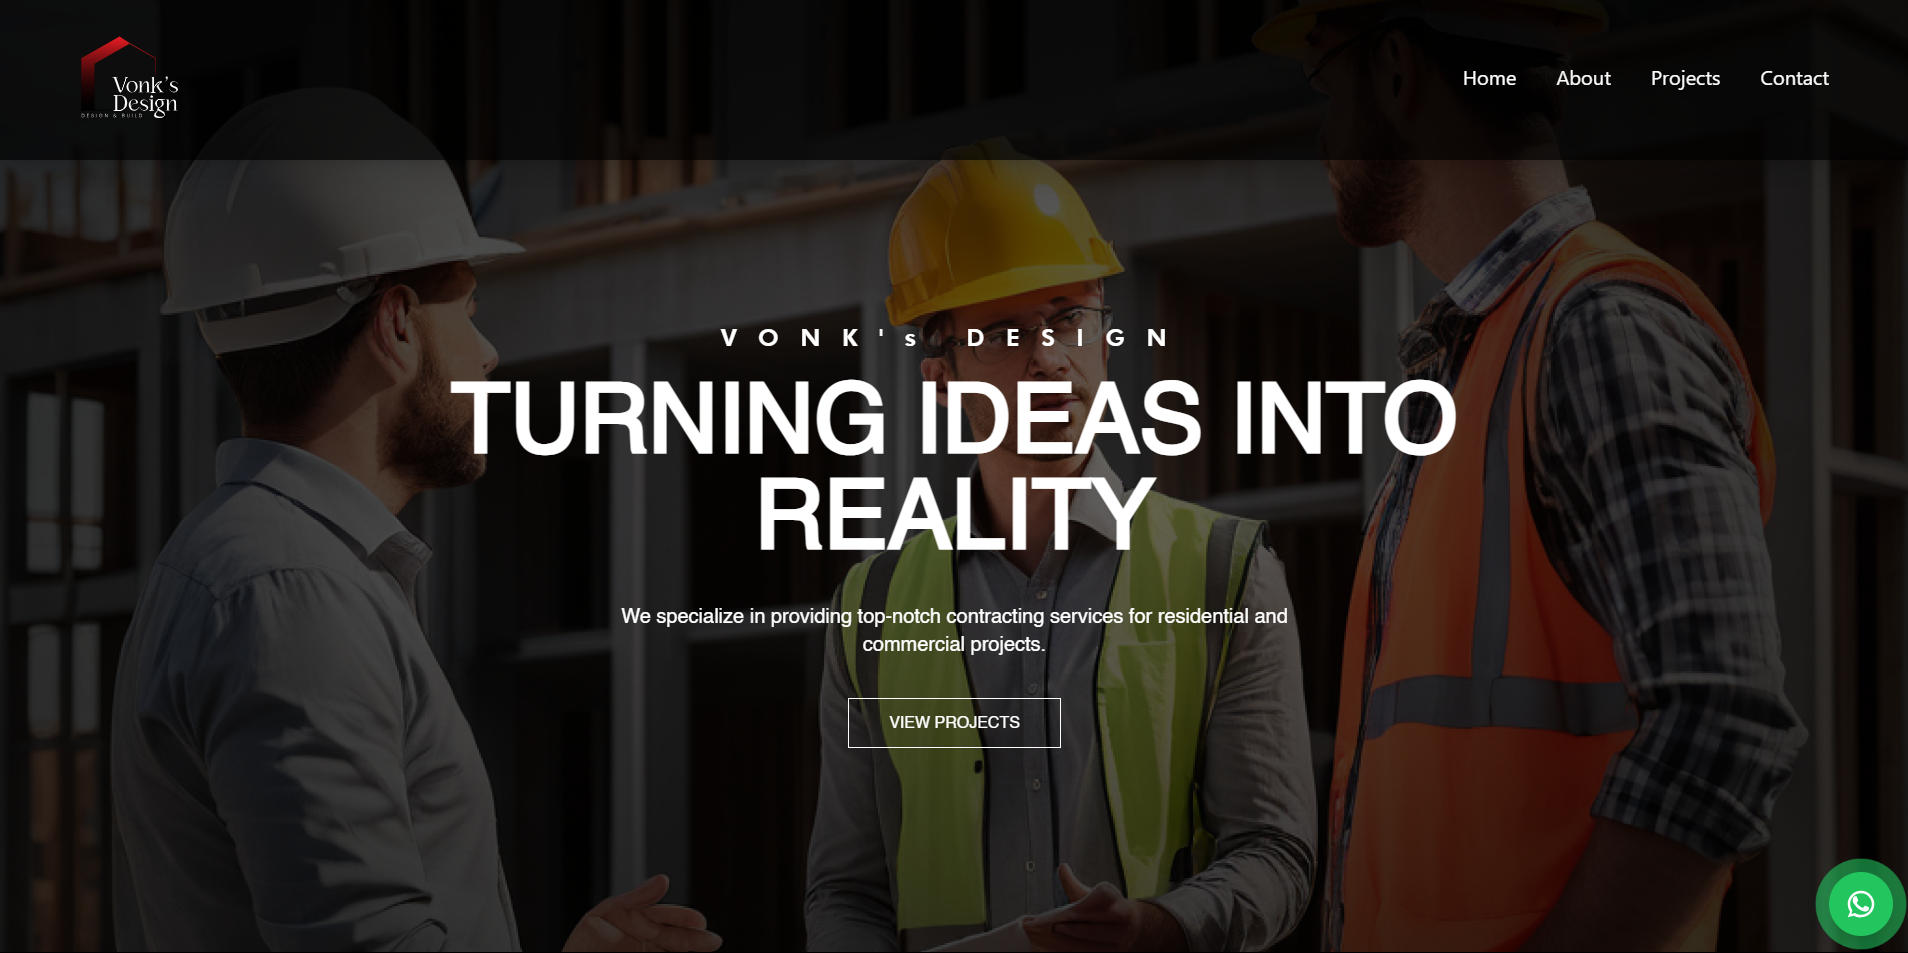 Vonk's
Design
DESIGN & BUILD
Home About Projects Contact
VONK's DESIGN
TURNING IDEAS INTO
REALITY
We specialize in providing top-notch contracting services for residential and
commercial projects.
VIEW PROJECTS